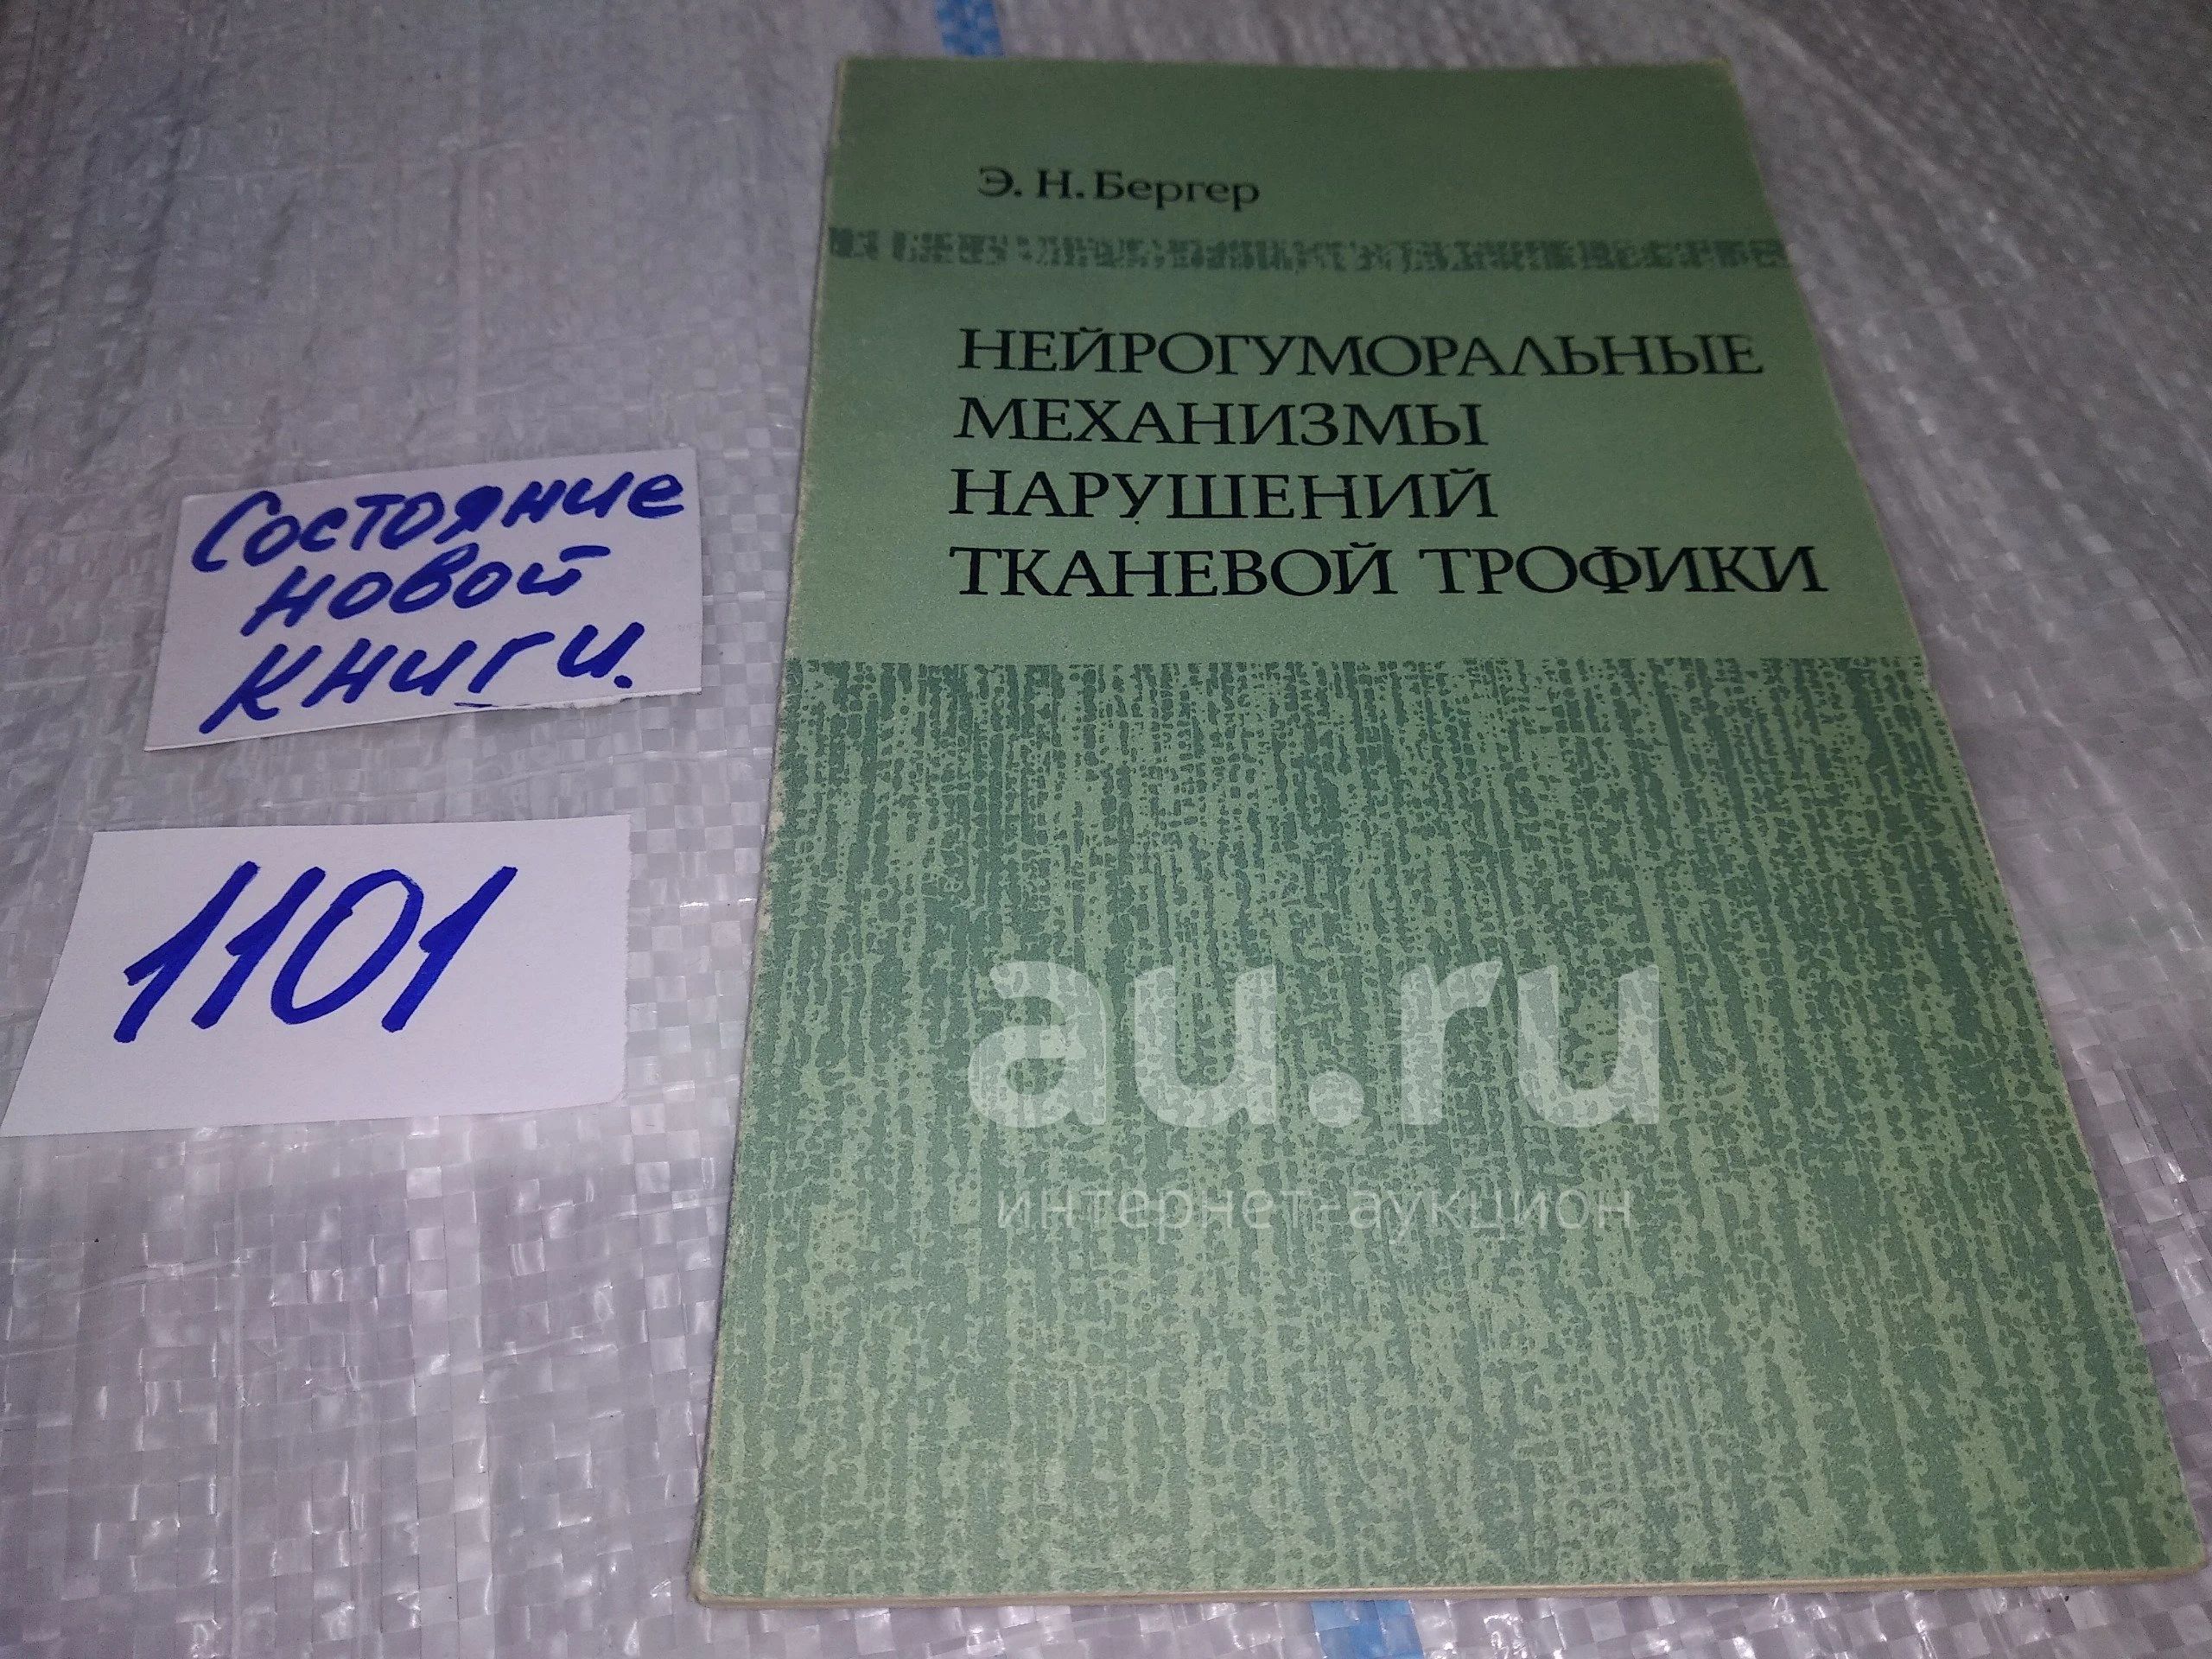 Э. Н. Бергер
НЕЙРОГУМОРАЛЬНЫЕ
МЕХАНИЗМЫ
НАРУШЕНИЙ
ТКАНЕВОЙ ТРОФИКИ
Состояние
новой
книги.
1101
au.ru
интернет-аукцион